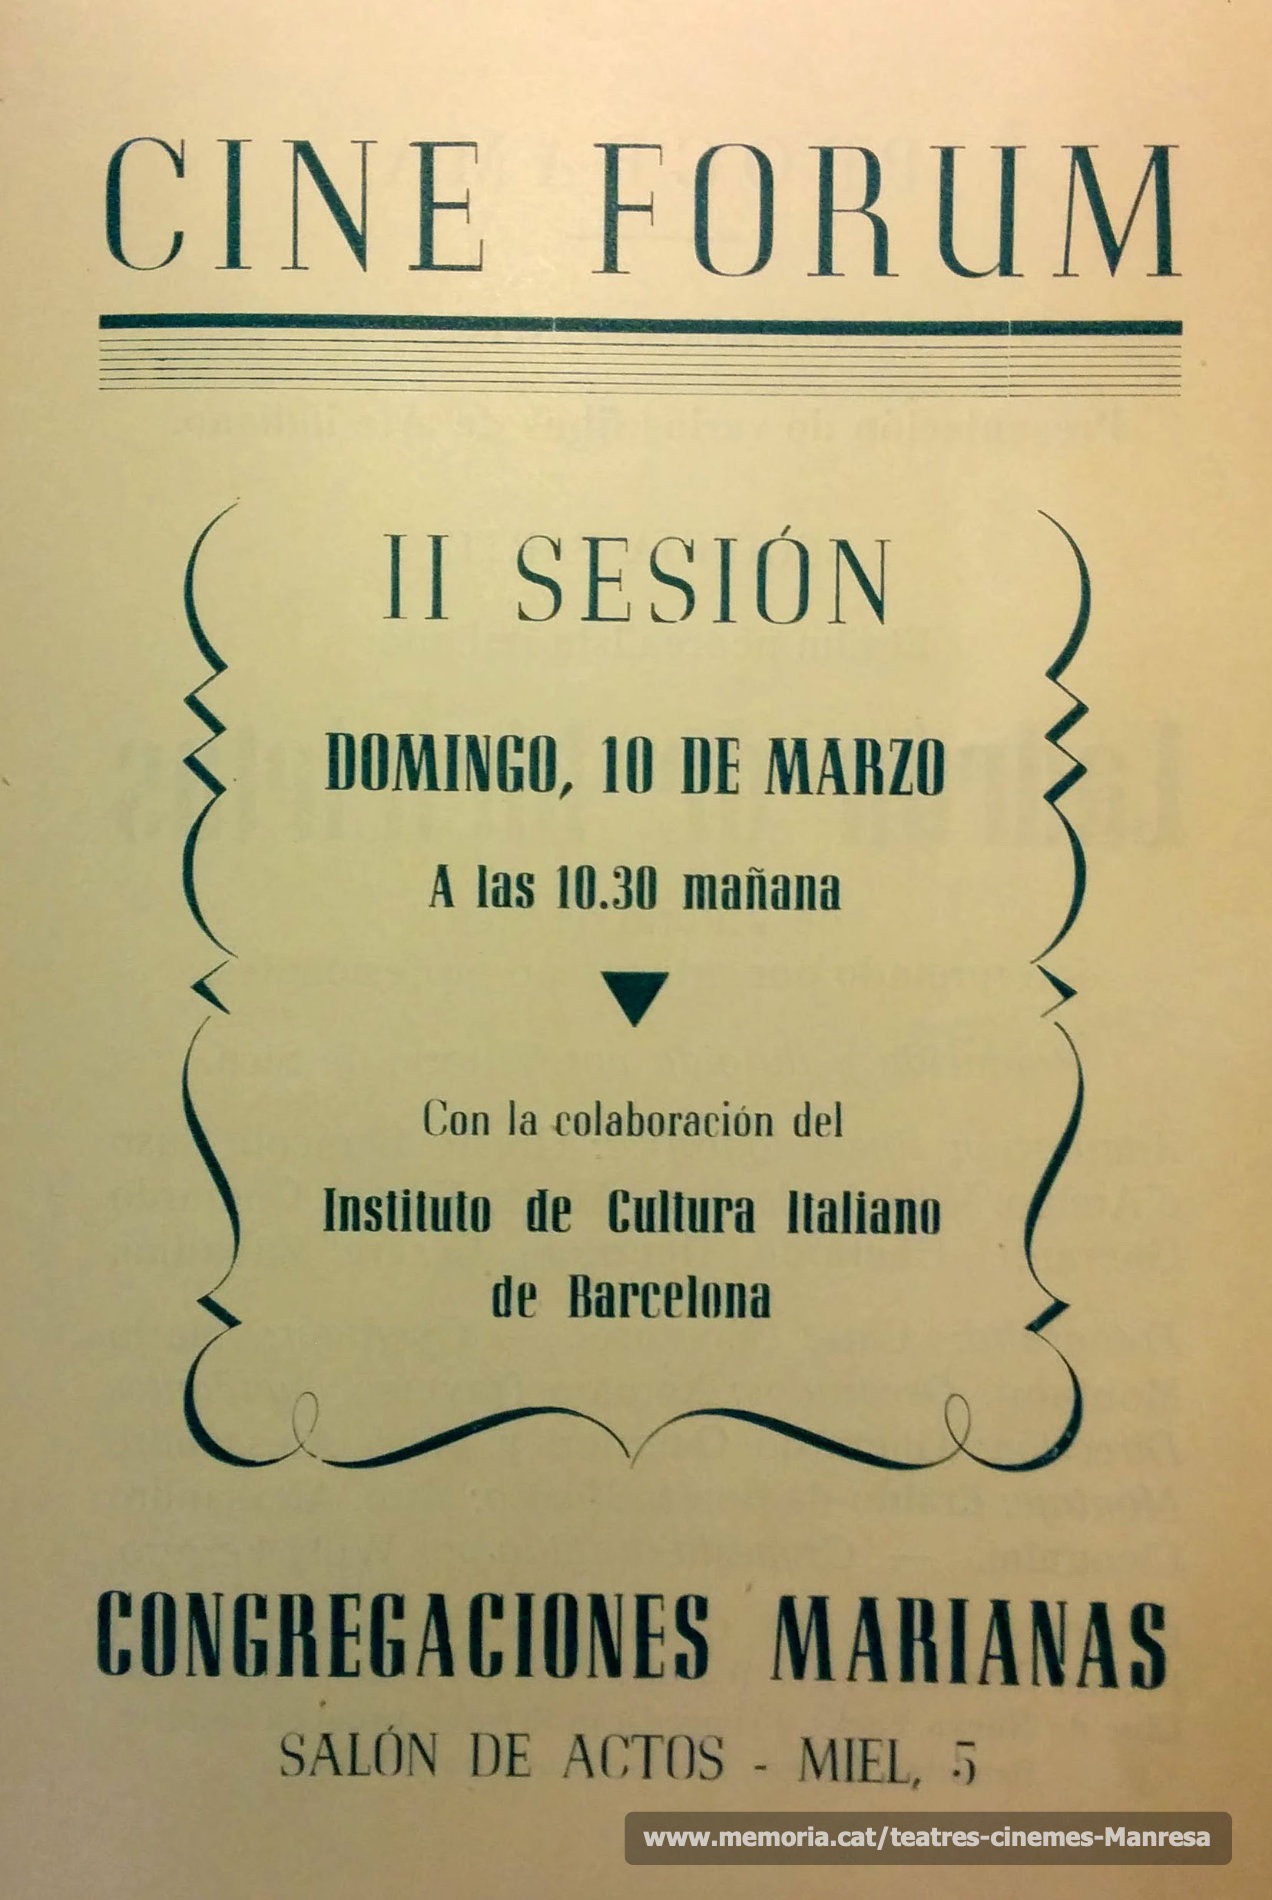 CINE FORUM
II SESIÓN
DOMINGO, 10 DE MARZO
A las 10.30 mañana
Con la colaboración del
Instituto de Cultura Italiano
de Barcelona
CONGREGACIONES MARIANAS
SALÓN DE ACTOS - MIEL, 5
www.memoria.cat/teatres-cinemes-Manresa